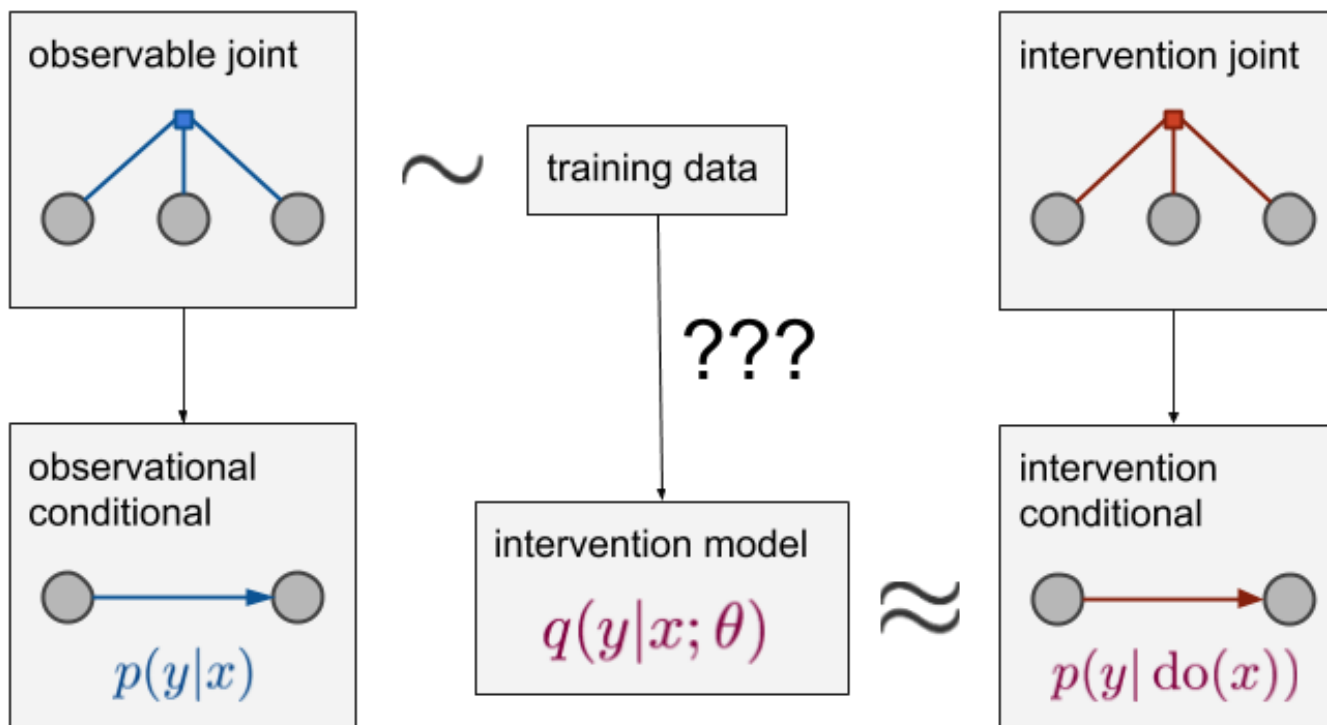 observable joint
∼
training data
intervention joint
???
observational
conditional
p(y|x)
intervention model
q(y|x; θ)
≈
intervention
conditional
p(y| do(x))